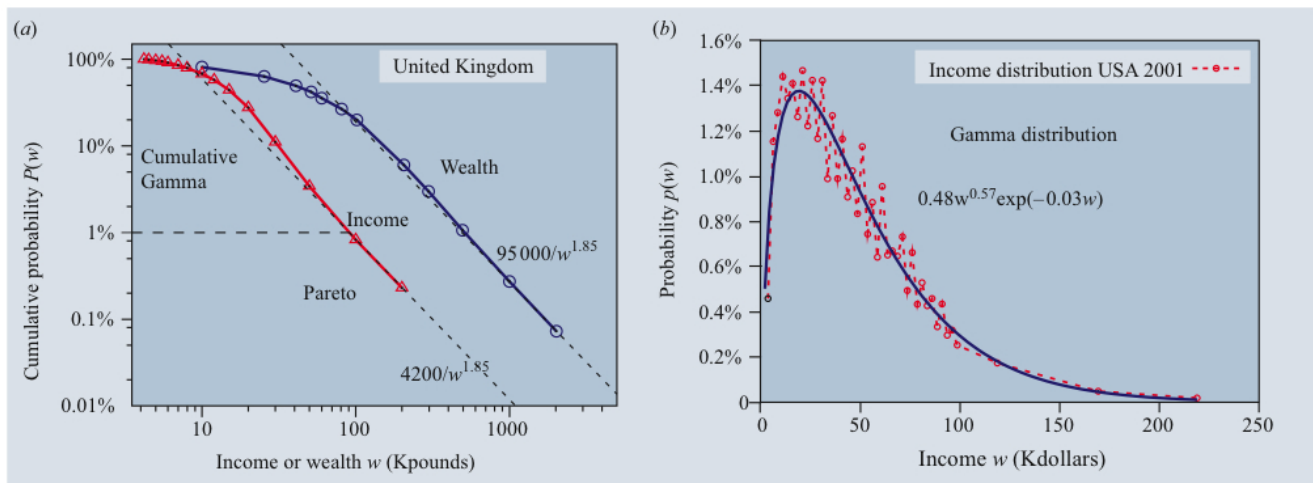 (a)
United Kingdom
Cumulative probability P(w)
100%
10%
1%
0.1%
0.01%
Cumulative
Gamma
Wealth
Income
Pareto
95 000/w^1.85
4200/w^1.85
10
100
1000
Income or wealth w (Kpounds)
(b)
Income distribution USA 2001
Gamma distribution
0.48w^0.57exp(−0.03w)
Probability p(w)
1.6%
1.4%
1.2%
1.0%
0.8%
0.6%
0.4%
0.2%
0
0
50
100
150
200
250
Income w (Kdollars)